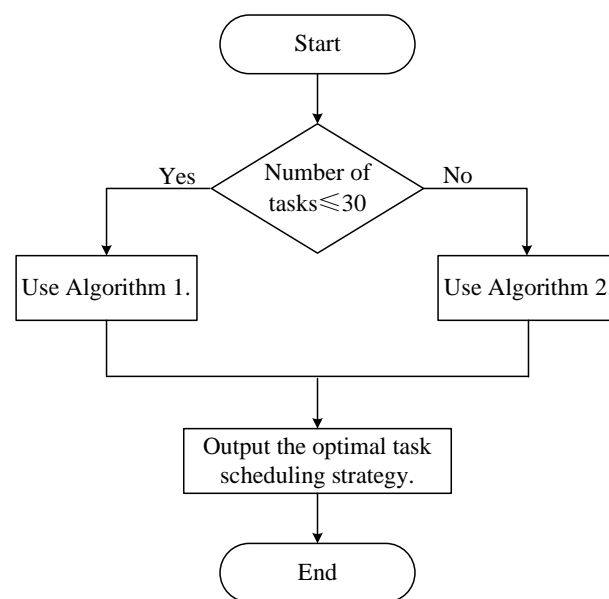 Start
Number of
tasks≤30
Yes
No
Use Algorithm 1.
Use Algorithm 2
Output the optimal task
scheduling strategy.
End